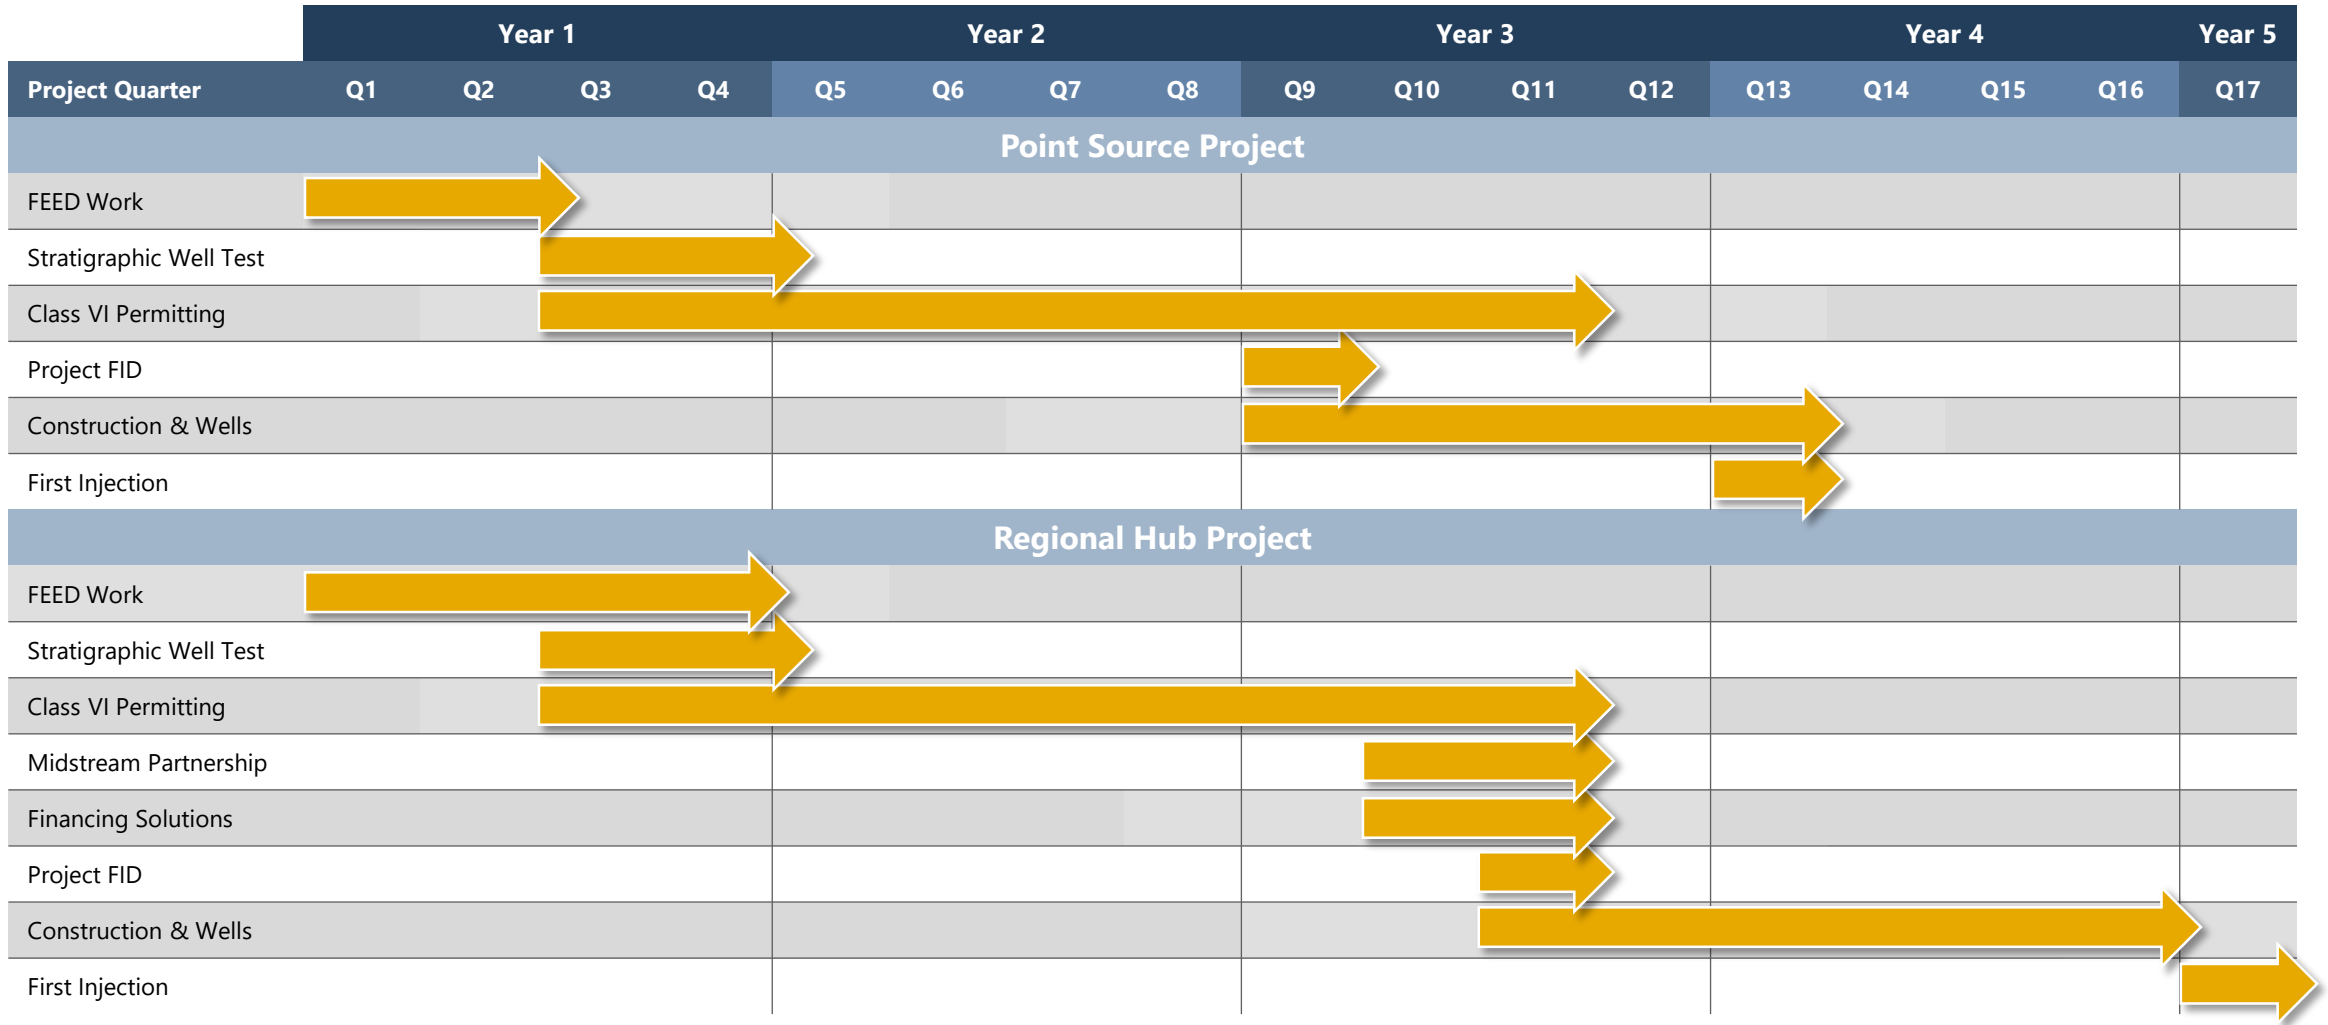 Year 1 Year 2 Year 3 Year 4 Year 5
Project Quarter Q1 Q2 Q3 Q4 Q5 Q6 Q7 Q8 Q9 Q10 Q11 Q12 Q13 Q14 Q15 Q16 Q17
Point Source Project
FEED Work
Stratigraphic Well Test
Class VI Permitting
Project FID
Construction & Wells
First Injection
Regional Hub Project
FEED Work
Stratigraphic Well Test
Class VI Permitting
Midstream Partnership
Financing Solutions
Project FID
Construction & Wells
First Injection